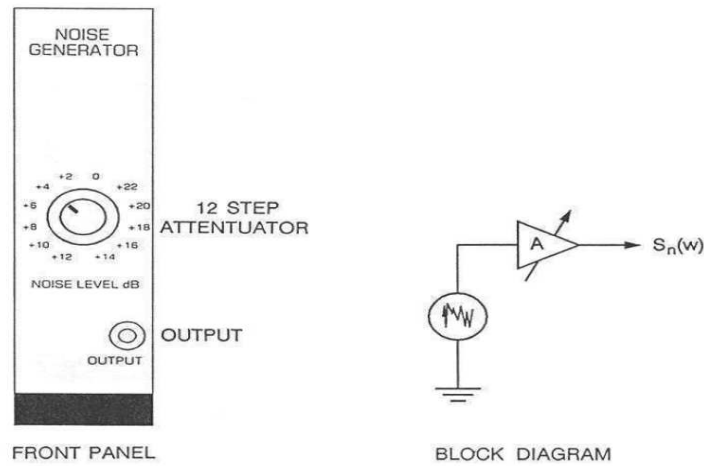 NOISE
GENERATOR
+2 0
+4 +22
+6 +20
+8 +18
+10 +16
+12 +14
12 STEP
ATTENTUATOR
NOISE LEVEL dB
OUTPUT
OUTPUT
A
Sn(w)
FRONT PANEL
BLOCK DIAGRAM